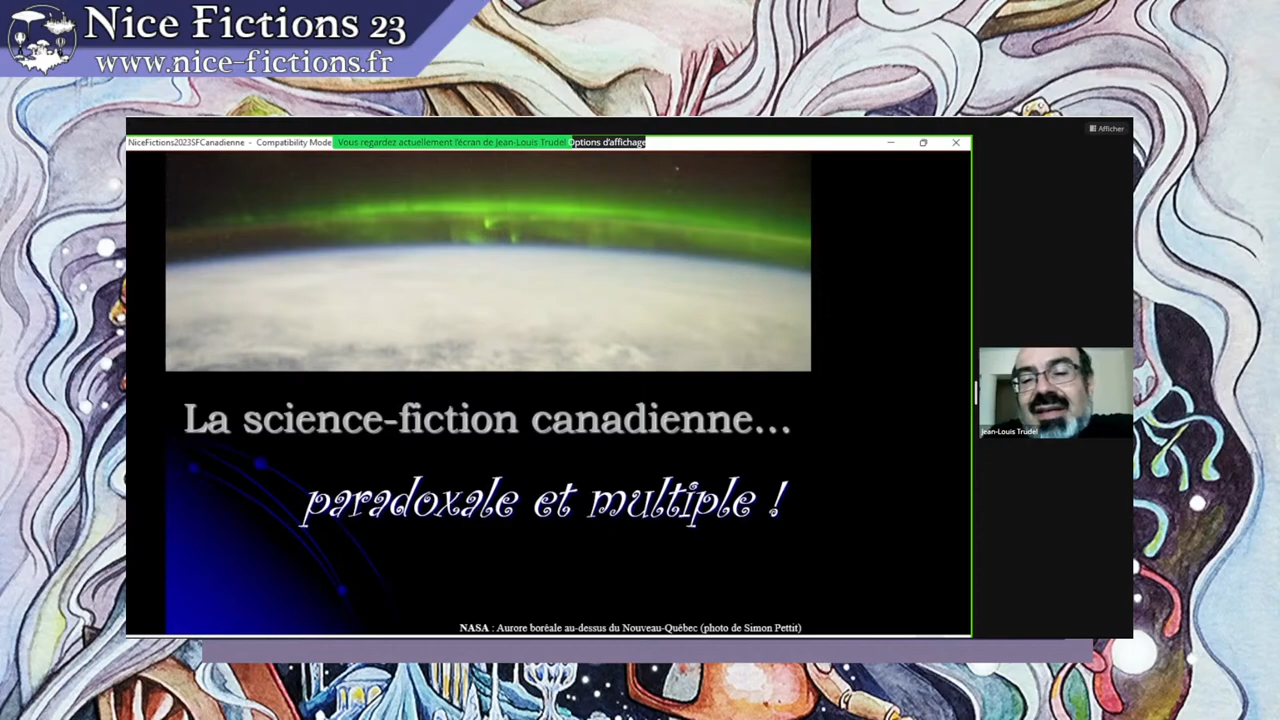 Nice Fictions 23
www.nice-fictions.fr
Afficher
NiceFictions2023SFCanadienne - Compatibility Mode
Vous regardez actuellement l'écran de Jean-Louis Trudel
Options d'affichage
La science-fiction canadienne...
paradoxale et multiple !
Jean-Louis Trudel
NASA : Aurore boréale au-dessus du Nouveau-Québec (photo de Simon Pettit)